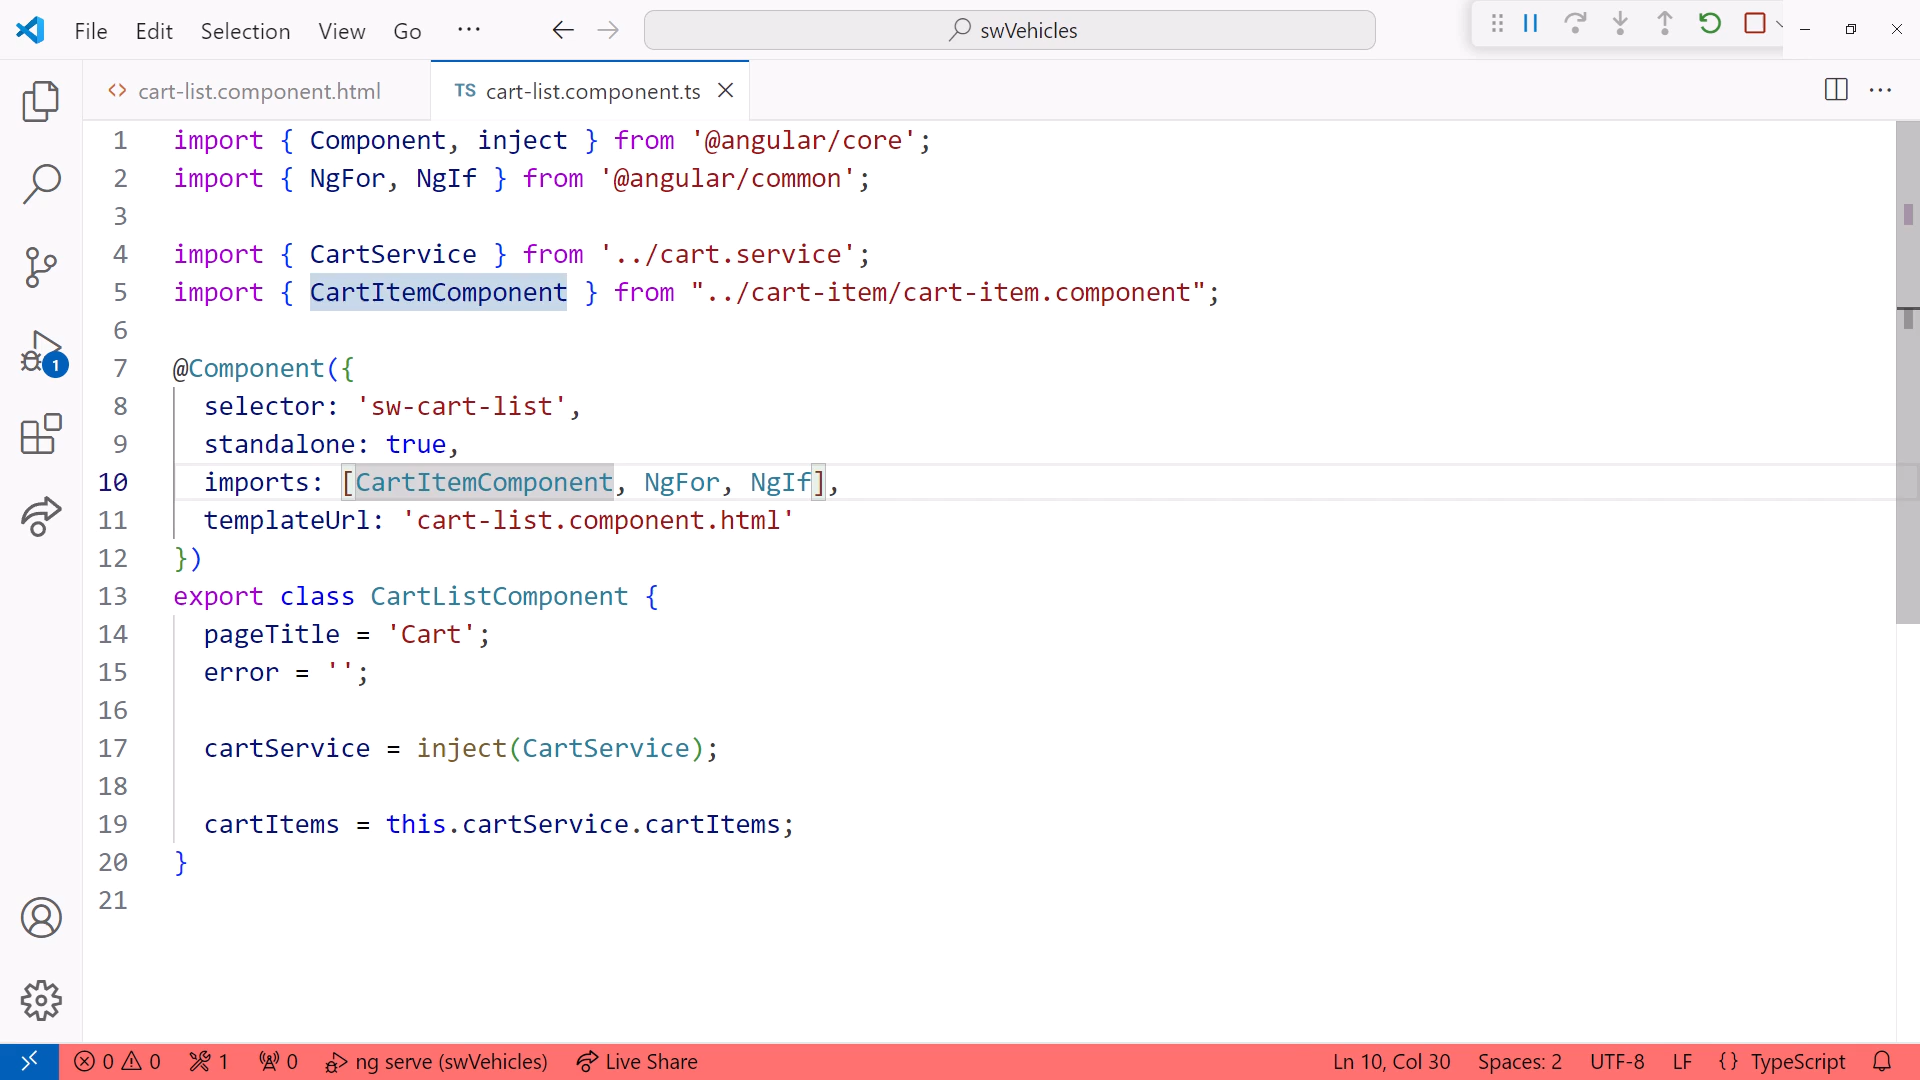 File Edit Selection View Go ··· swVehicles
cart-list.component.html TS cart-list.component.ts
1 import { Component, inject } from '@angular/core';
2 import { NgFor, NgIf } from '@angular/common';
3
4 import { CartService } from '../cart.service';
5 import { CartItemComponent } from "../cart-item/cart-item.component";
6
7 @Component({
8 selector: 'sw-cart-list',
9 standalone: true,
10 imports: [CartItemComponent, NgFor, NgIf],
11 templateUrl: 'cart-list.component.html'
12 })
13 export class CartListComponent {
14 pageTitle = 'Cart';
15 error = '';
16
17 cartService = inject(CartService);
18
19 cartItems = this.cartService.cartItems;
20 }
21
1
0 0 1 0 ng serve (swVehicles) Live Share Ln 10, Col 30 Spaces: 2 UTF-8 LF {} TypeScript